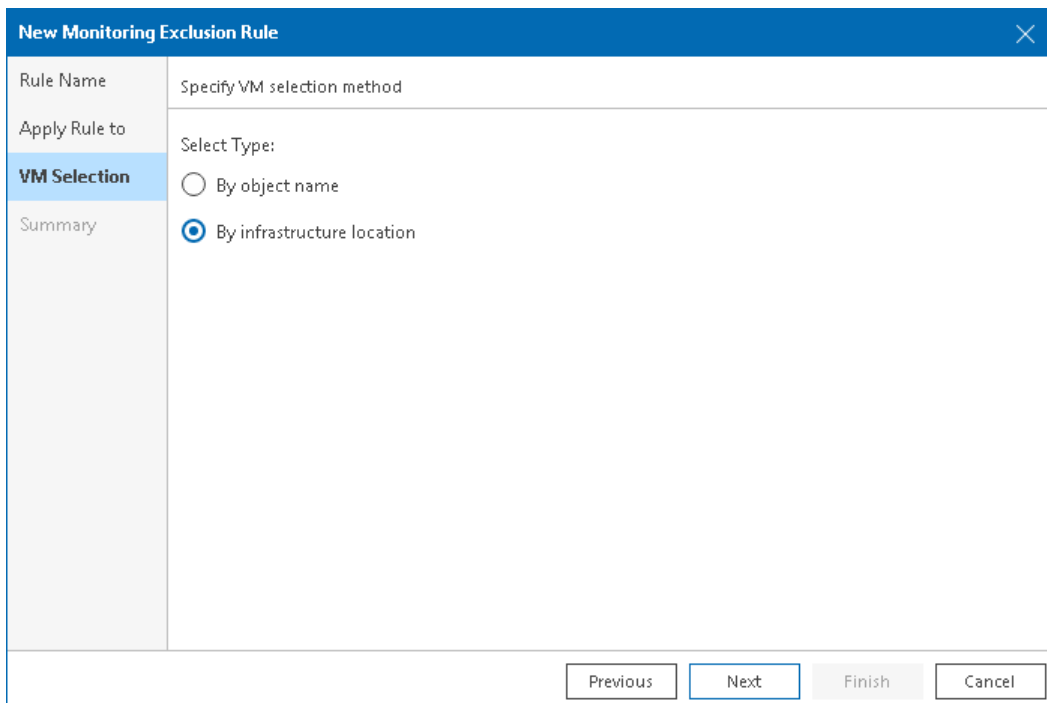 New Monitoring Exclusion Rule
Rule Name
Apply Rule to
VM Selection
Summary
Specify VM selection method
Select Type:
By object name
By infrastructure location
Previous
Next
Finish
Cancel